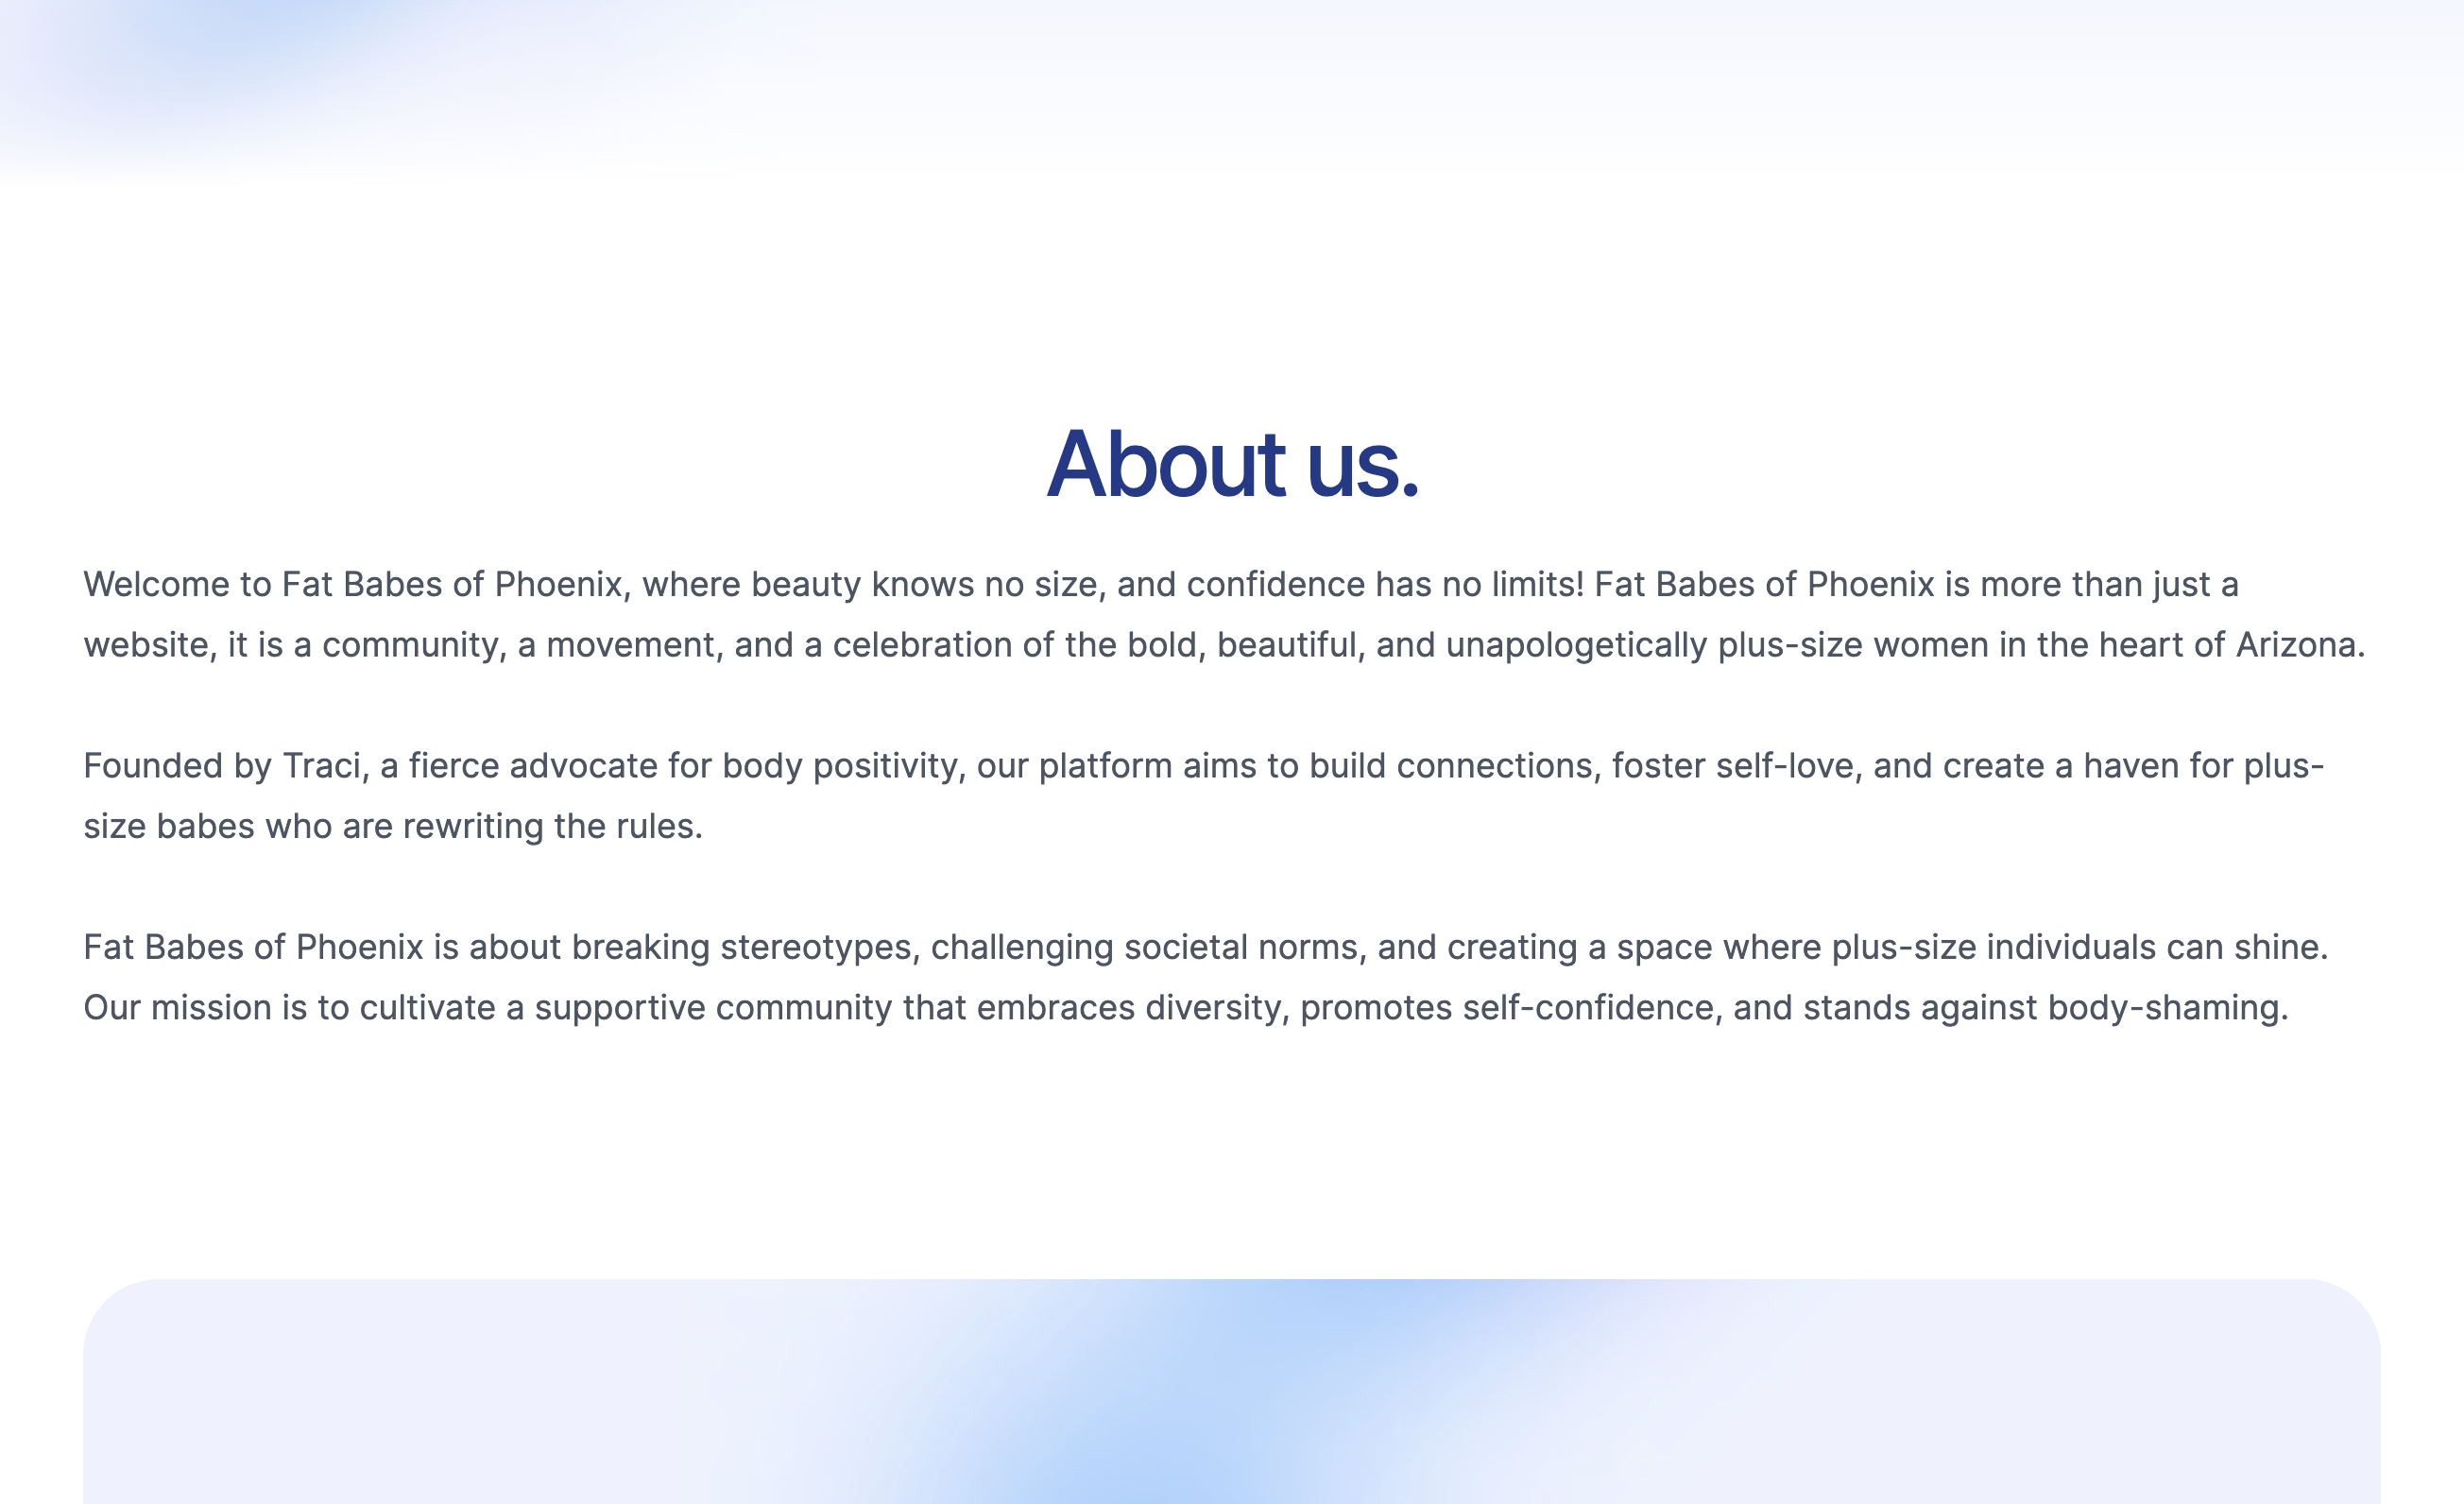 About us.
Welcome to Fat Babes of Phoenix, where beauty knows no size, and confidence has no limits! Fat Babes of Phoenix is more than just a
website, it is a community, a movement, and a celebration of the bold, beautiful, and unapologetically plus-size women in the heart of Arizona.
Founded by Traci, a fierce advocate for body positivity, our platform aims to build connections, foster self-love, and create a haven for plus-
size babes who are rewriting the rules.
Fat Babes of Phoenix is about breaking stereotypes, challenging societal norms, and creating a space where plus-size individuals can shine.
Our mission is to cultivate a supportive community that embraces diversity, promotes self-confidence, and stands against body-shaming.